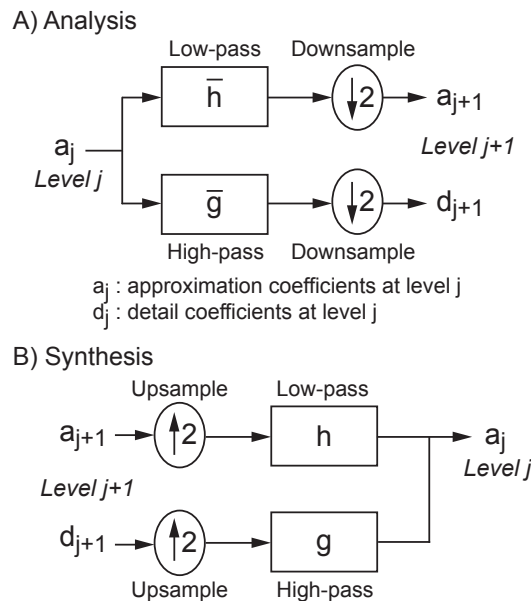 A) Analysis
Low-pass Downsample
h̅ ↓2 a_{j+1}
a_j Level j+1
Level j
g̅ ↓2 d_{j+1}
High-pass Downsample
a_j : approximation coefficients at level j
d_j : detail coefficients at level j
B) Synthesis
Upsample Low-pass
a_{j+1} ↑2 h a_j
Level j+1 Level j
d_{j+1} ↑2 g
Upsample High-pass